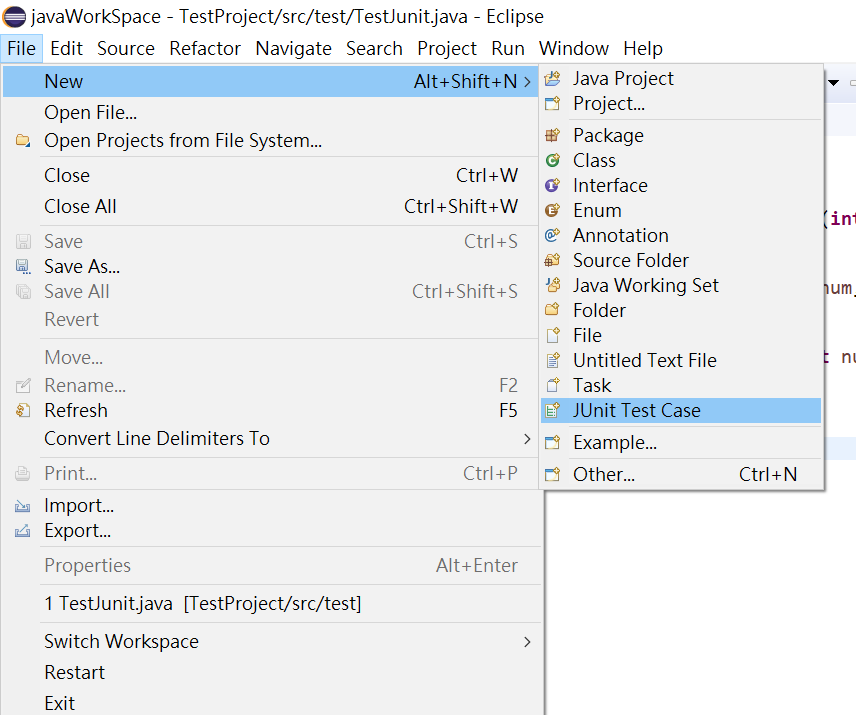 javaWorkSpace - TestProject/src/test/TestJunit.java - Eclipse
File Edit Source Refactor Navigate Search Project Run Window Help
New Alt+Shift+N >
Open File...
Open Projects from File System...
Close Ctrl+W
Close All Ctrl+Shift+W
Save Ctrl+S
Save As...
Save All Ctrl+Shift+S
Revert
Move...
Rename... F2
Refresh F5
Convert Line Delimiters To >
Print... Ctrl+P
Import...
Export...
Properties Alt+Enter
1 TestJunit.java [TestProject/src/test]
Switch Workspace >
Restart
Exit
Java Project
Project...
Package
Class
Interface
Enum
Annotation
Source Folder
Java Working Set
Folder
File
Untitled Text File
Task
JUnit Test Case
Example...
Other... Ctrl+N
(int